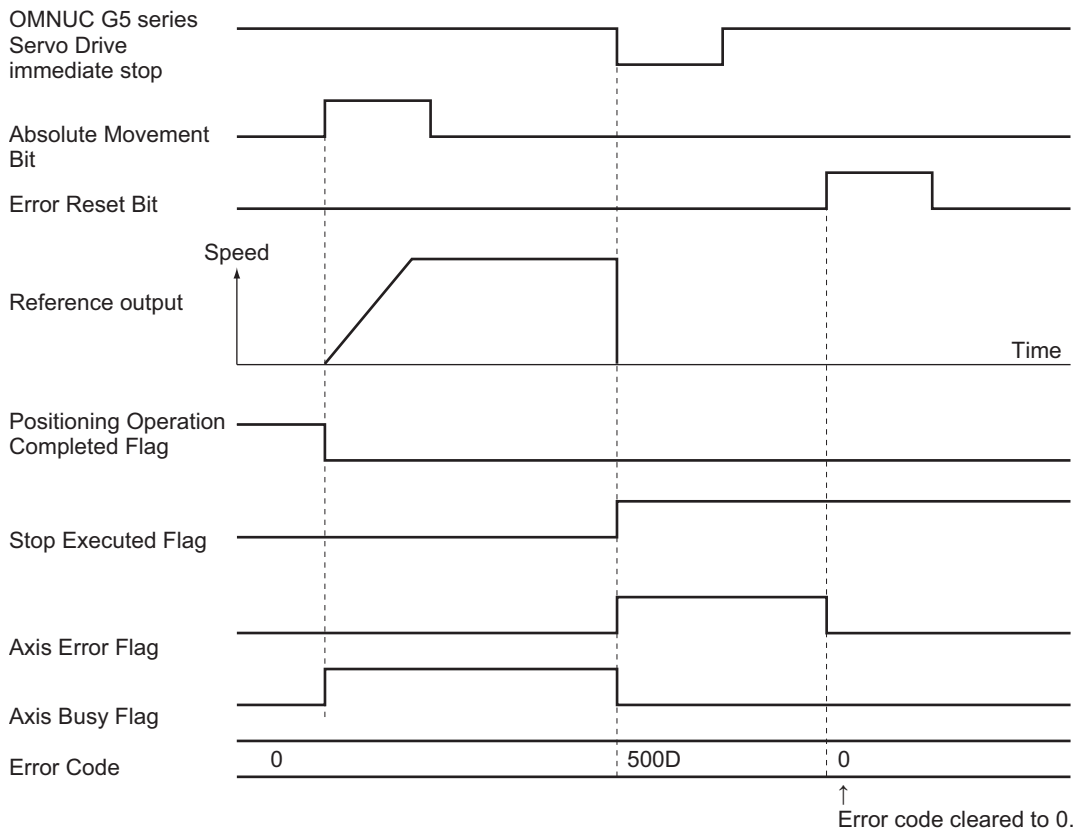 OMNUC G5 series
Servo Drive
immediate stop
Absolute Movement
Bit
Error Reset Bit
Speed
Reference output
Time
Positioning Operation
Completed Flag
Stop Executed Flag
Axis Error Flag
Axis Busy Flag
Error Code
0
500D
0
↑
Error code cleared to 0.